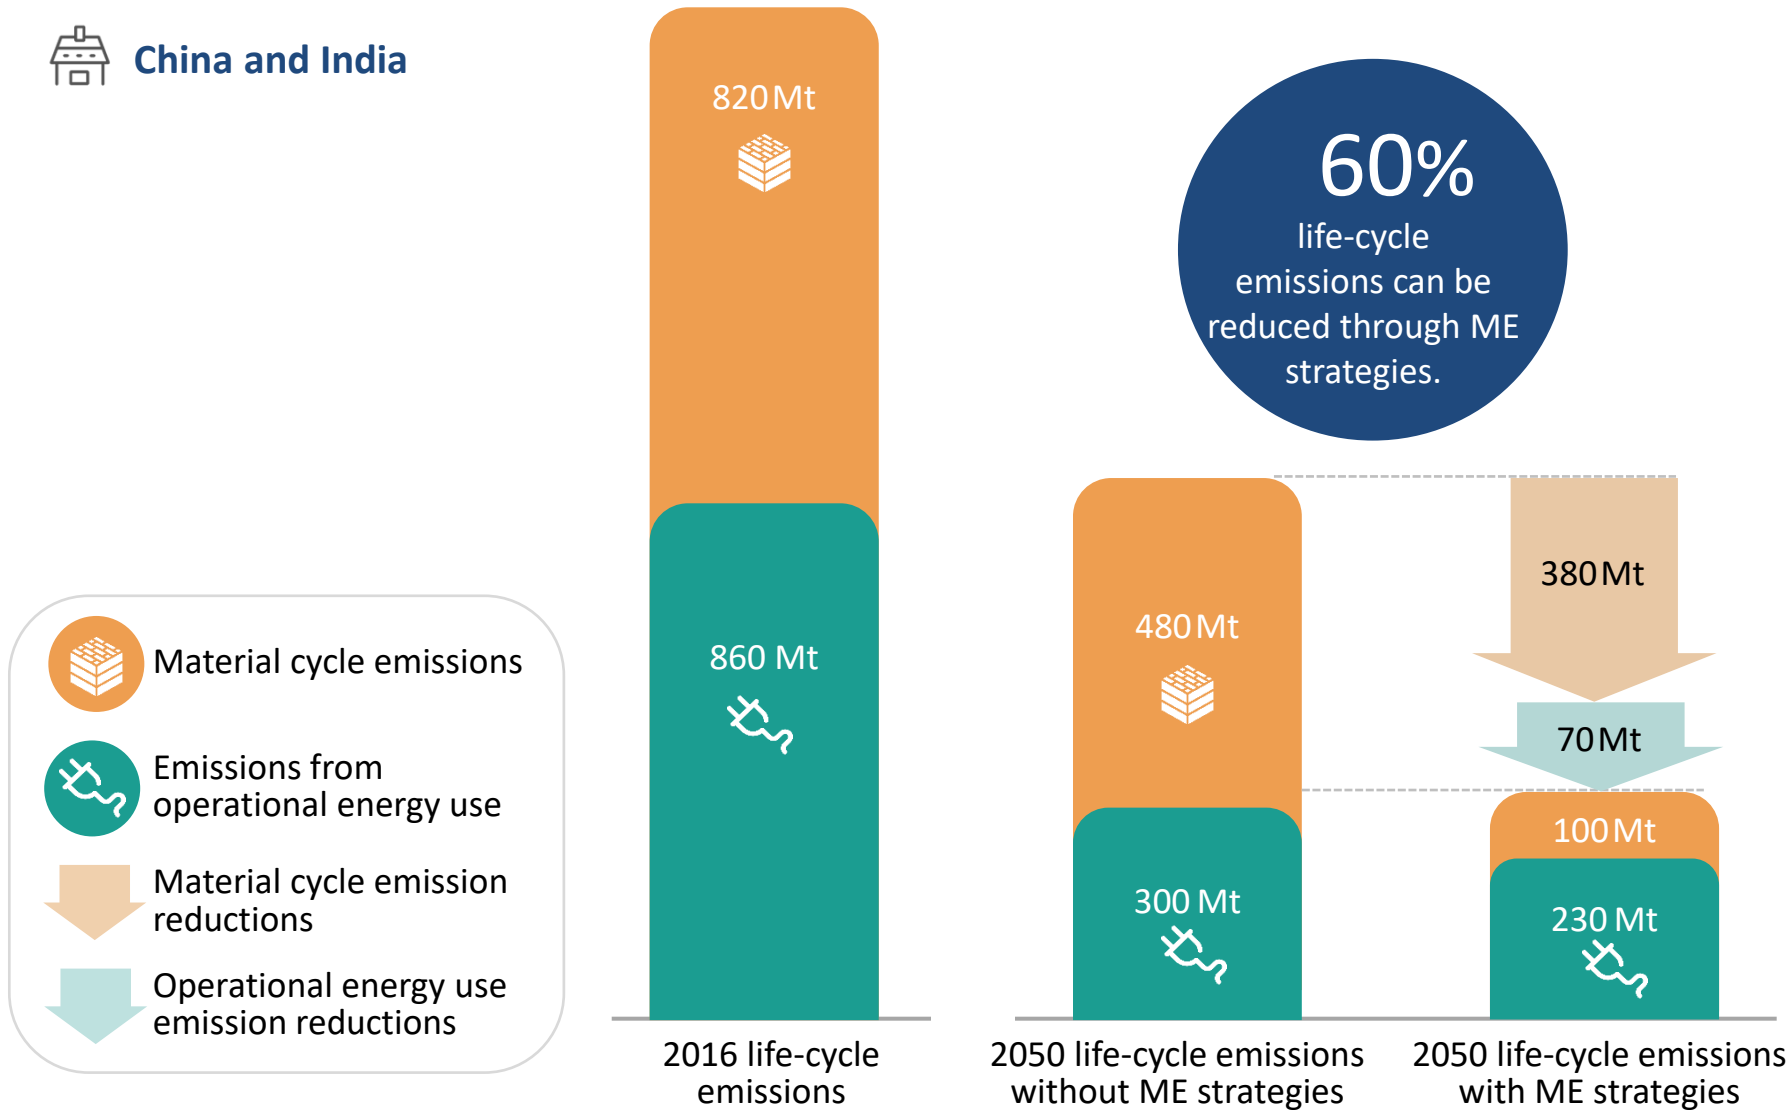 China and India
820 Mt
860 Mt
60%
life-cycle
emissions can be
reduced through ME
strategies.
480 Mt
300 Mt
380 Mt
70 Mt
100 Mt
230 Mt
Material cycle emissions
Emissions from
operational energy use
Material cycle emission
reductions
Operational energy use
emission reductions
2016 life-cycle
emissions
2050 life-cycle emissions
without ME strategies
2050 life-cycle emissions
with ME strategies